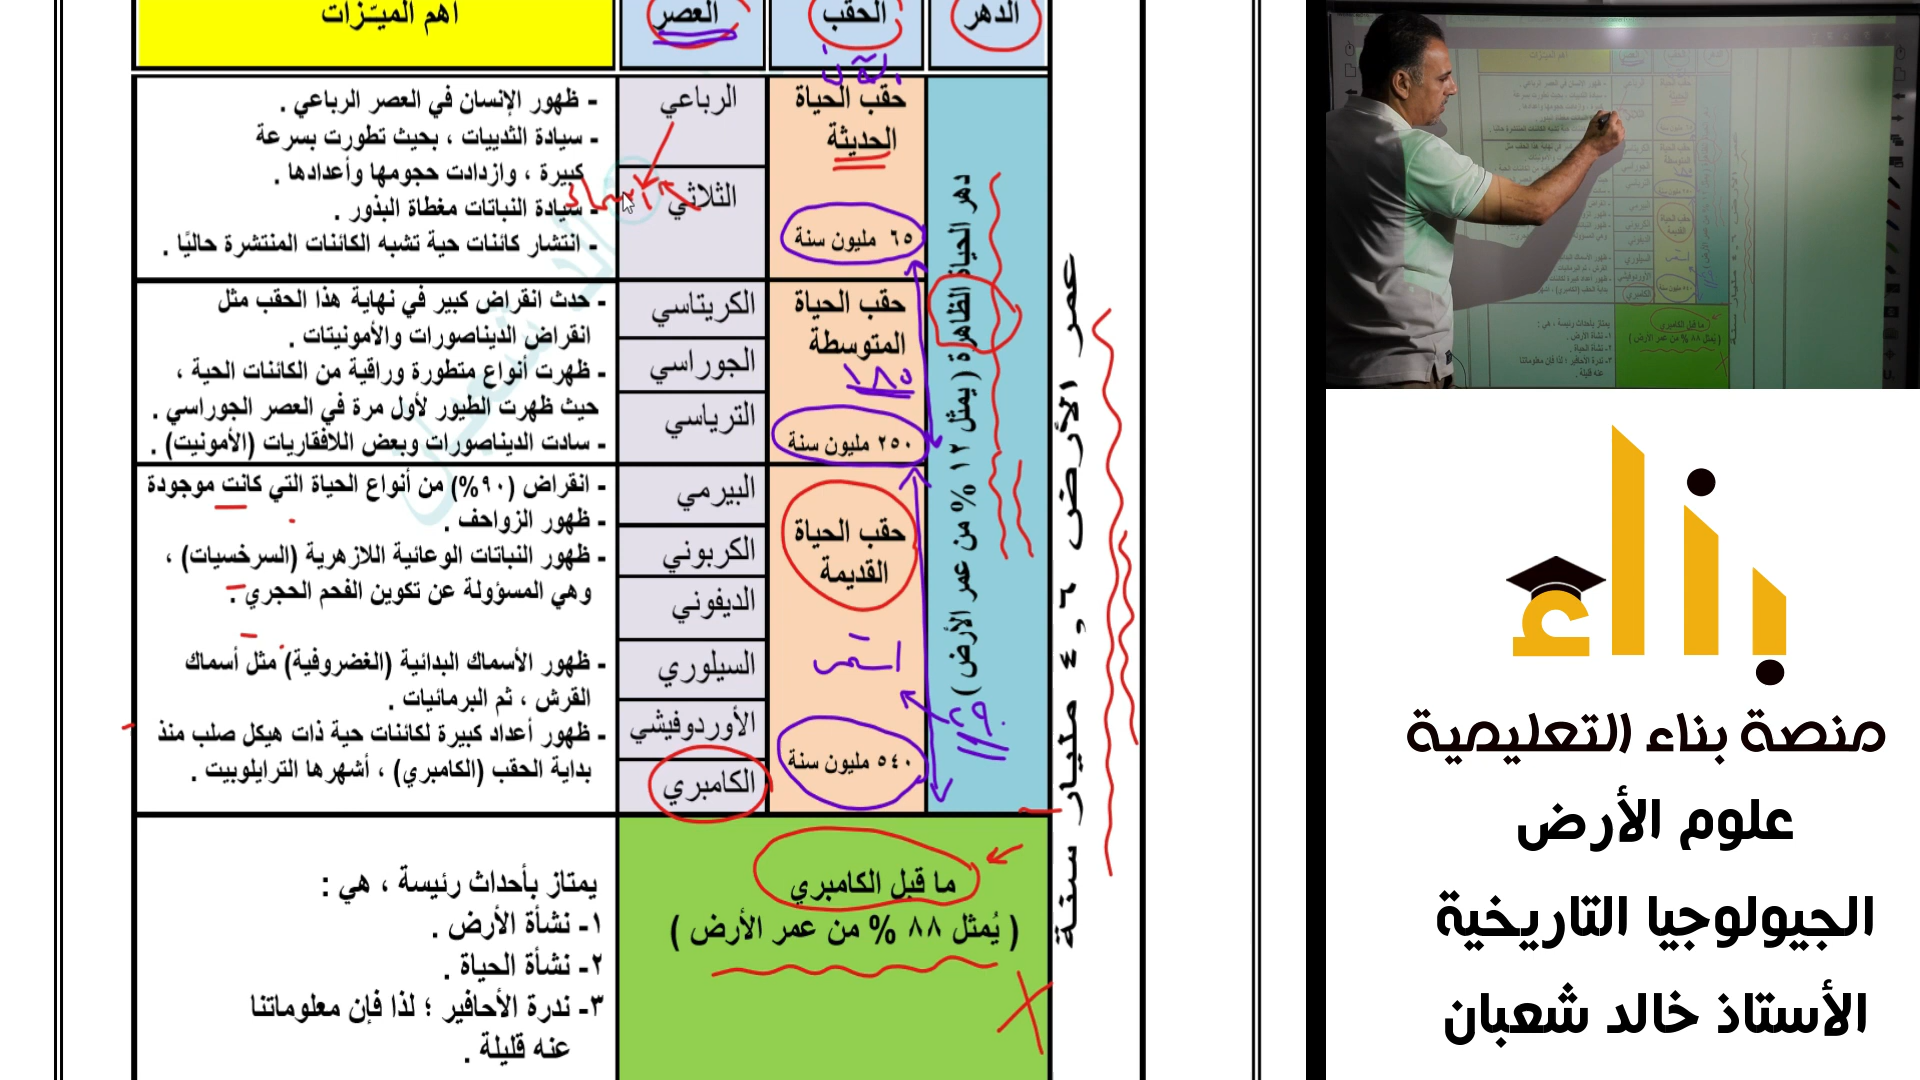 الدهر
الحقب
العصر
أهم الميزات
دهر الحياة الظاهرة ( يمثل ١٢ % من عمر الأرض )
عمر الأرض ٤,٦ مليار سنة
حقب الحياة
الحديثة
٦٥ مليون سنة
الرباعي
الثلاثي
- ظهور الإنسان في العصر الرباعي .
- سيادة الثدييات ، بحيث تطورت بسرعة
كبيرة ، وازدادت حجومها وأعدادها .
- سيادة النباتات مغطاة البذور .
- انتشار كائنات حية تشبه الكائنات المنتشرة حاليًا .
حقب الحياة
المتوسطة
١٨٥
٢٥٠ مليون سنة
الكريتاسي
الجوراسي
الترياسي
- حدث انقراض كبير في نهاية هذا الحقب مثل
انقراض الديناصورات والأمونيتات .
- ظهرت أنواع متطورة وراقية من الكائنات الحية ،
حيث ظهرت الطيور لأول مرة في العصر الجوراسي .
- سادت الديناصورات وبعض اللافقاريات (الأمونيت) .
حقب الحياة
القديمة
٥٤٠ مليون سنة
البيرمي
الكربوني
الديفوني
السيلوري
الأوردوفيشي
الكامبري
- انقراض (٩٠%) من أنواع الحياة التي كانت موجودة
- ظهور الزواحف .
- ظهور النباتات الوعائية اللازهرية (السرخسيات) ،
وهي المسؤولة عن تكوين الفحم الحجري .
- ظهور الأسماك البدائية (الغضروفية) مثل أسماك
القرش ، ثم البرمائيات .
- ظهور أعداد كبيرة لكائنات حية ذات هيكل صلب منذ
بداية الحقب (الكامبري) ، أشهرها الترايلوبيت .
ما قبل الكامبري
( يُمثل ٨٨ % من عمر الأرض )
يمتاز بأحداث رئيسة ، هي :
١- نشأة الأرض .
٢- نشأة الحياة .
٣- ندرة الأحافير ؛ لذا فإن معلوماتنا
عنه قليلة .
بناء
منصة بناء التعليمية
علوم الأرض
الجيولوجيا التاريخية
الأستاذ خالد شعبان